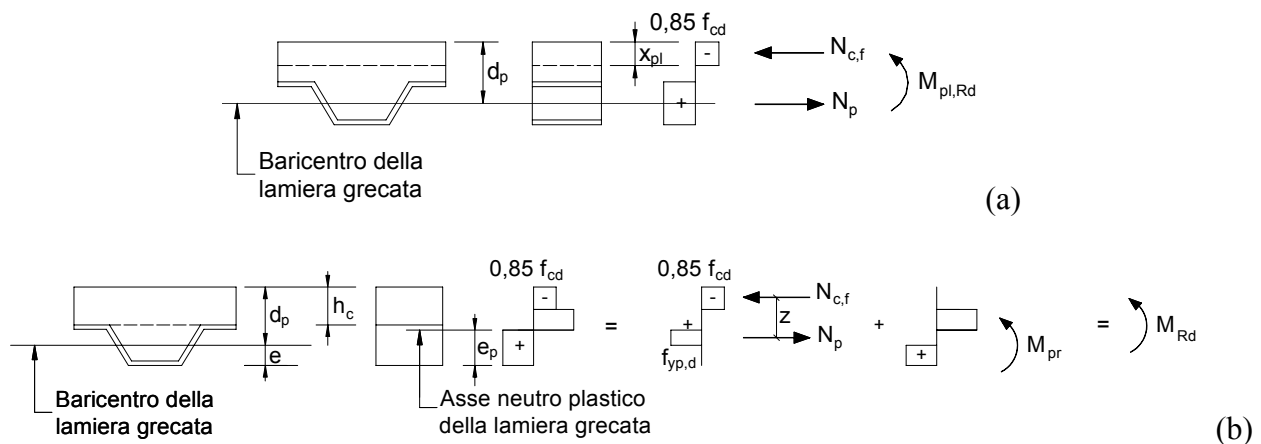 0,85 f_cd
x_pl
d_p
N_c,f
M_pl,Rd
N_p
-
+
Baricentro della
lamiera grecata
(a)
0,85 f_cd
0,85 f_cd
h_c
d_p
e
e_p
-
+
=
-
+
f_yp,d
N_c,f
z
N_p
+
+
M_pr
=
M_Rd
Baricentro della
lamiera grecata
Asse neutro plastico
della lamiera grecata
(b)